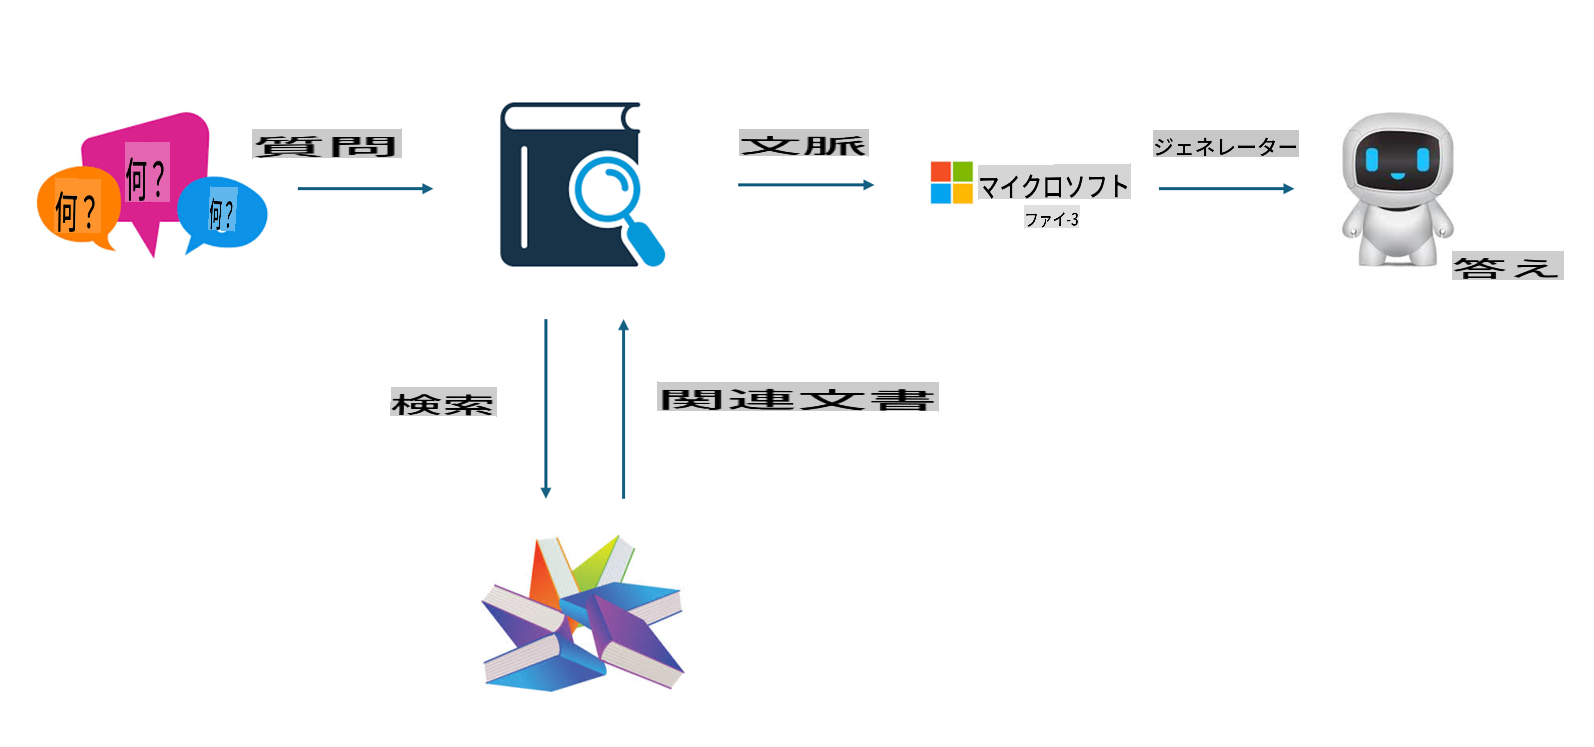 何？
何？
何？
質問
文脈
マイクロソフト
ファイ-3
ジェネレーター
答え
検索
関連文書